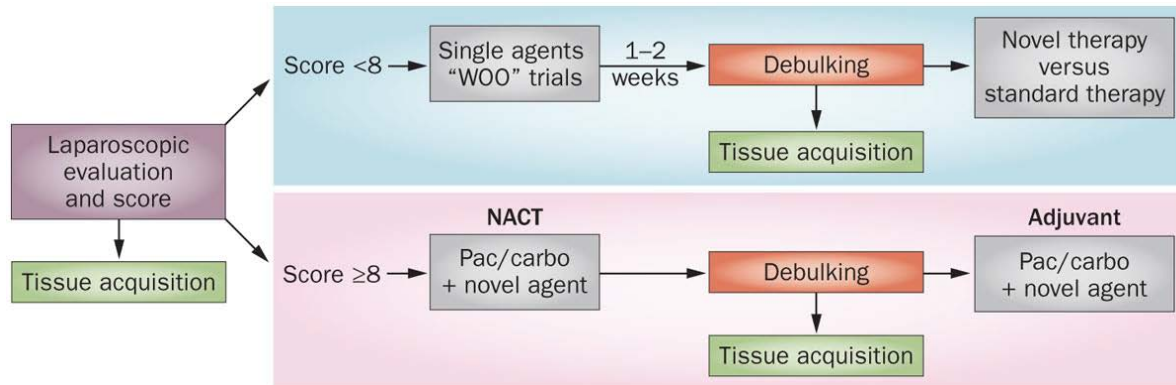 Laparoscopic
evaluation
and score
Tissue acquisition
Score <8
Single agents
“WOO” trials
1–2
weeks
Debulking
Tissue acquisition
Novel therapy
versus
standard therapy
Score ≥8
NACT
Pac/carbo
+ novel agent
Debulking
Tissue acquisition
Adjuvant
Pac/carbo
+ novel agent